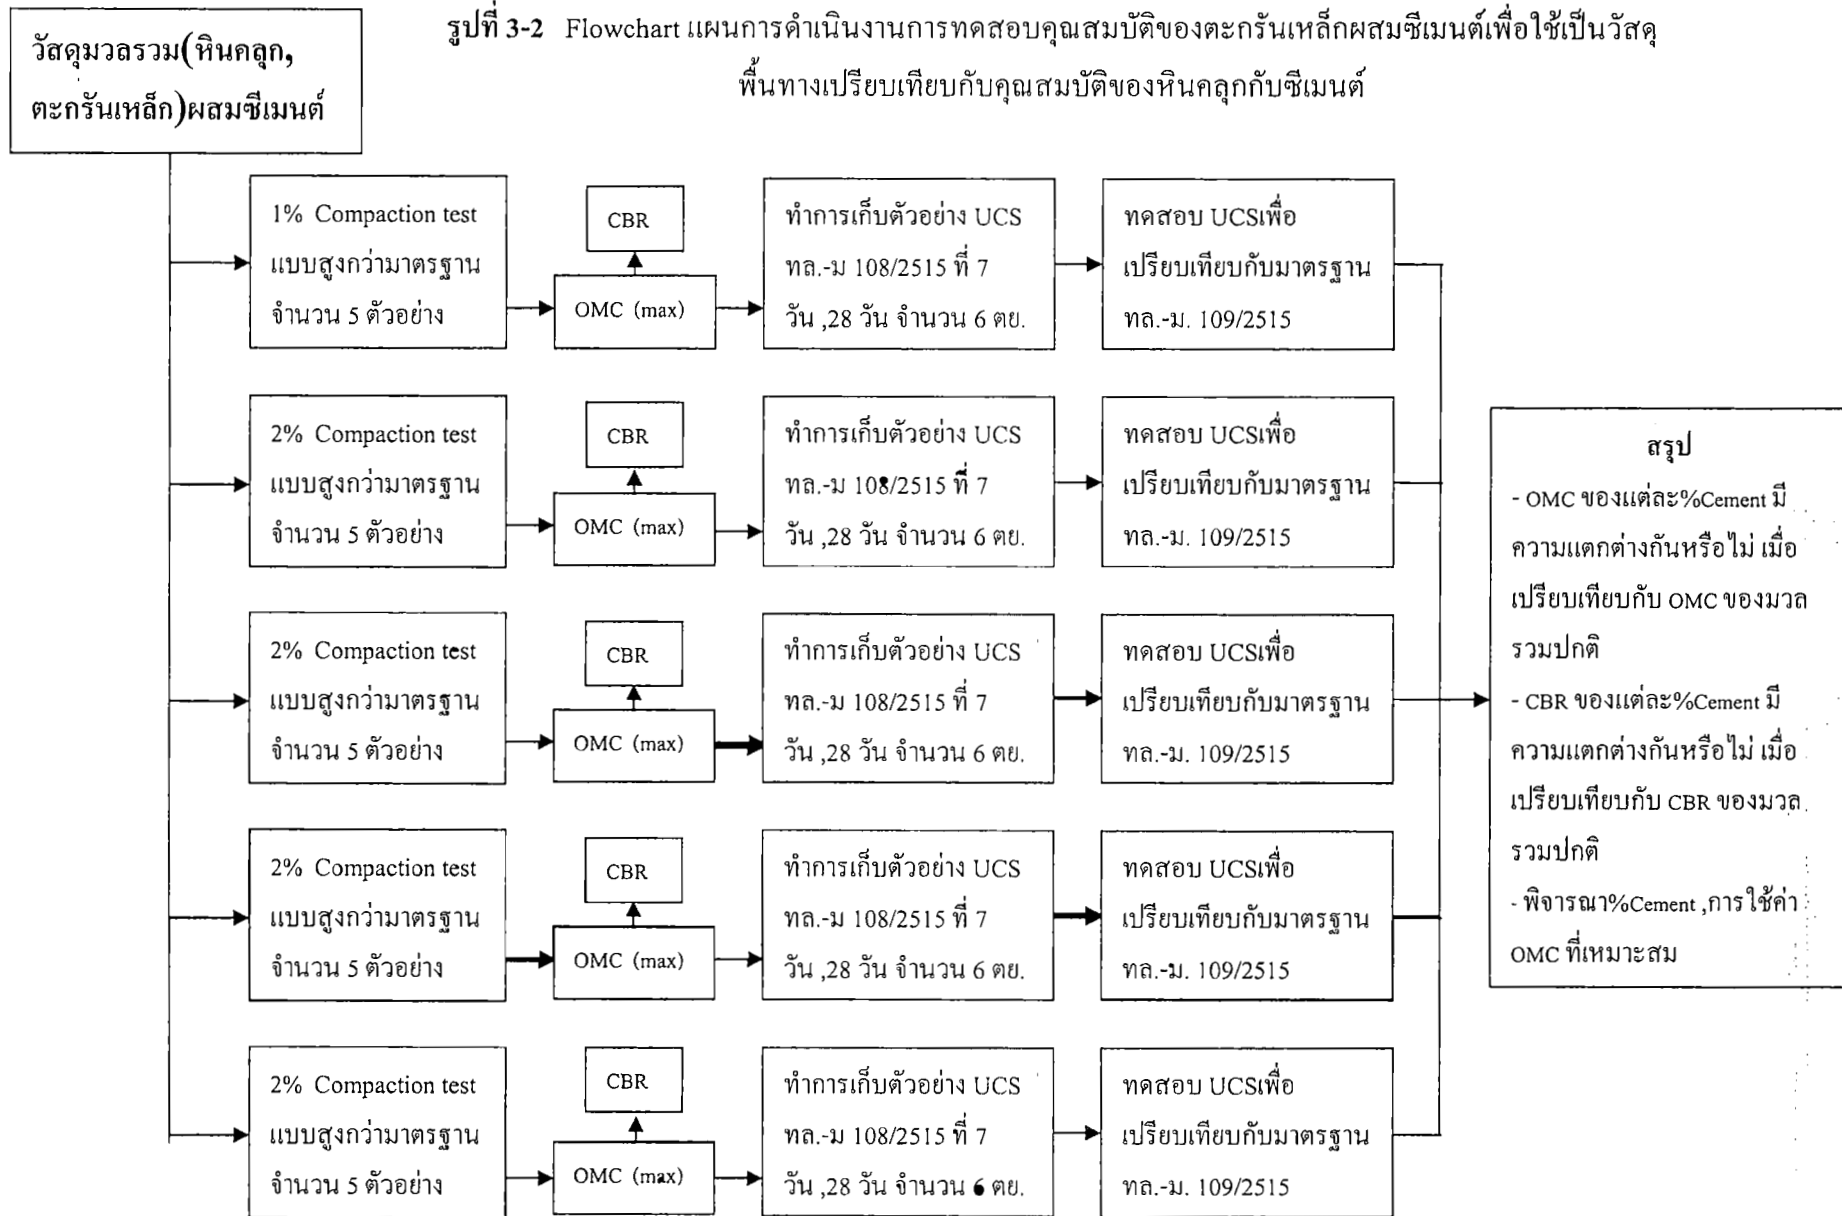 รูปที่ 3-2 Flowchart แผนการดำเนินงานการทดสอบคุณสมบัติของตะกรันเหล็กผสมซีเมนต์เพื่อใช้เป็นวัสดุ
พื้นทางเปรียบเทียบกับคุณสมบัติของหินคลุกกับซีเมนต์
วัสดุมวลรวม(หินคลุก,
ตะกรันเหล็ก)ผสมซีเมนต์
1% Compaction test
แบบสูงกว่ามาตรฐาน
จำนวน 5 ตัวอย่าง
CBR
OMC (max)
ทำการเก็บตัวอย่าง UCS
ทล.-ม 108/2515 ที่ 7
วัน ,28 วัน จำนวน 6 ตย.
ทดสอบ UCSเพื่อ
เปรียบเทียบกับมาตรฐาน
ทล.-ม. 109/2515
2% Compaction test
แบบสูงกว่ามาตรฐาน
จำนวน 5 ตัวอย่าง
CBR
OMC (max)
ทำการเก็บตัวอย่าง UCS
ทล.-ม 108/2515 ที่ 7
วัน ,28 วัน จำนวน 6 ตย.
ทดสอบ UCSเพื่อ
เปรียบเทียบกับมาตรฐาน
ทล.-ม. 109/2515
2% Compaction test
แบบสูงกว่ามาตรฐาน
จำนวน 5 ตัวอย่าง
CBR
OMC (max)
ทำการเก็บตัวอย่าง UCS
ทล.-ม 108/2515 ที่ 7
วัน ,28 วัน จำนวน 6 ตย.
ทดสอบ UCSเพื่อ
เปรียบเทียบกับมาตรฐาน
ทล.-ม. 109/2515
2% Compaction test
แบบสูงกว่ามาตรฐาน
จำนวน 5 ตัวอย่าง
CBR
OMC (max)
ทำการเก็บตัวอย่าง UCS
ทล.-ม 108/2515 ที่ 7
วัน ,28 วัน จำนวน 6 ตย.
ทดสอบ UCSเพื่อ
เปรียบเทียบกับมาตรฐาน
ทล.-ม. 109/2515
2% Compaction test
แบบสูงกว่ามาตรฐาน
จำนวน 5 ตัวอย่าง
CBR
OMC (max)
ทำการเก็บตัวอย่าง UCS
ทล.-ม 108/2515 ที่ 7
วัน ,28 วัน จำนวน 6 ตย.
ทดสอบ UCSเพื่อ
เปรียบเทียบกับมาตรฐาน
ทล.-ม. 109/2515
สรุป
- OMC ของแต่ละ%Cement มี
ความแตกต่างกันหรือไม่ เมื่อ
เปรียบเทียบกับ OMC ของมวล
รวมปกติ
- CBR ของแต่ละ%Cement มี
ความแตกต่างกันหรือไม่ เมื่อ
เปรียบเทียบกับ CBR ของมวล
รวมปกติ
- พิจารณา%Cement ,การใช้ค่า
OMC ที่เหมาะสม